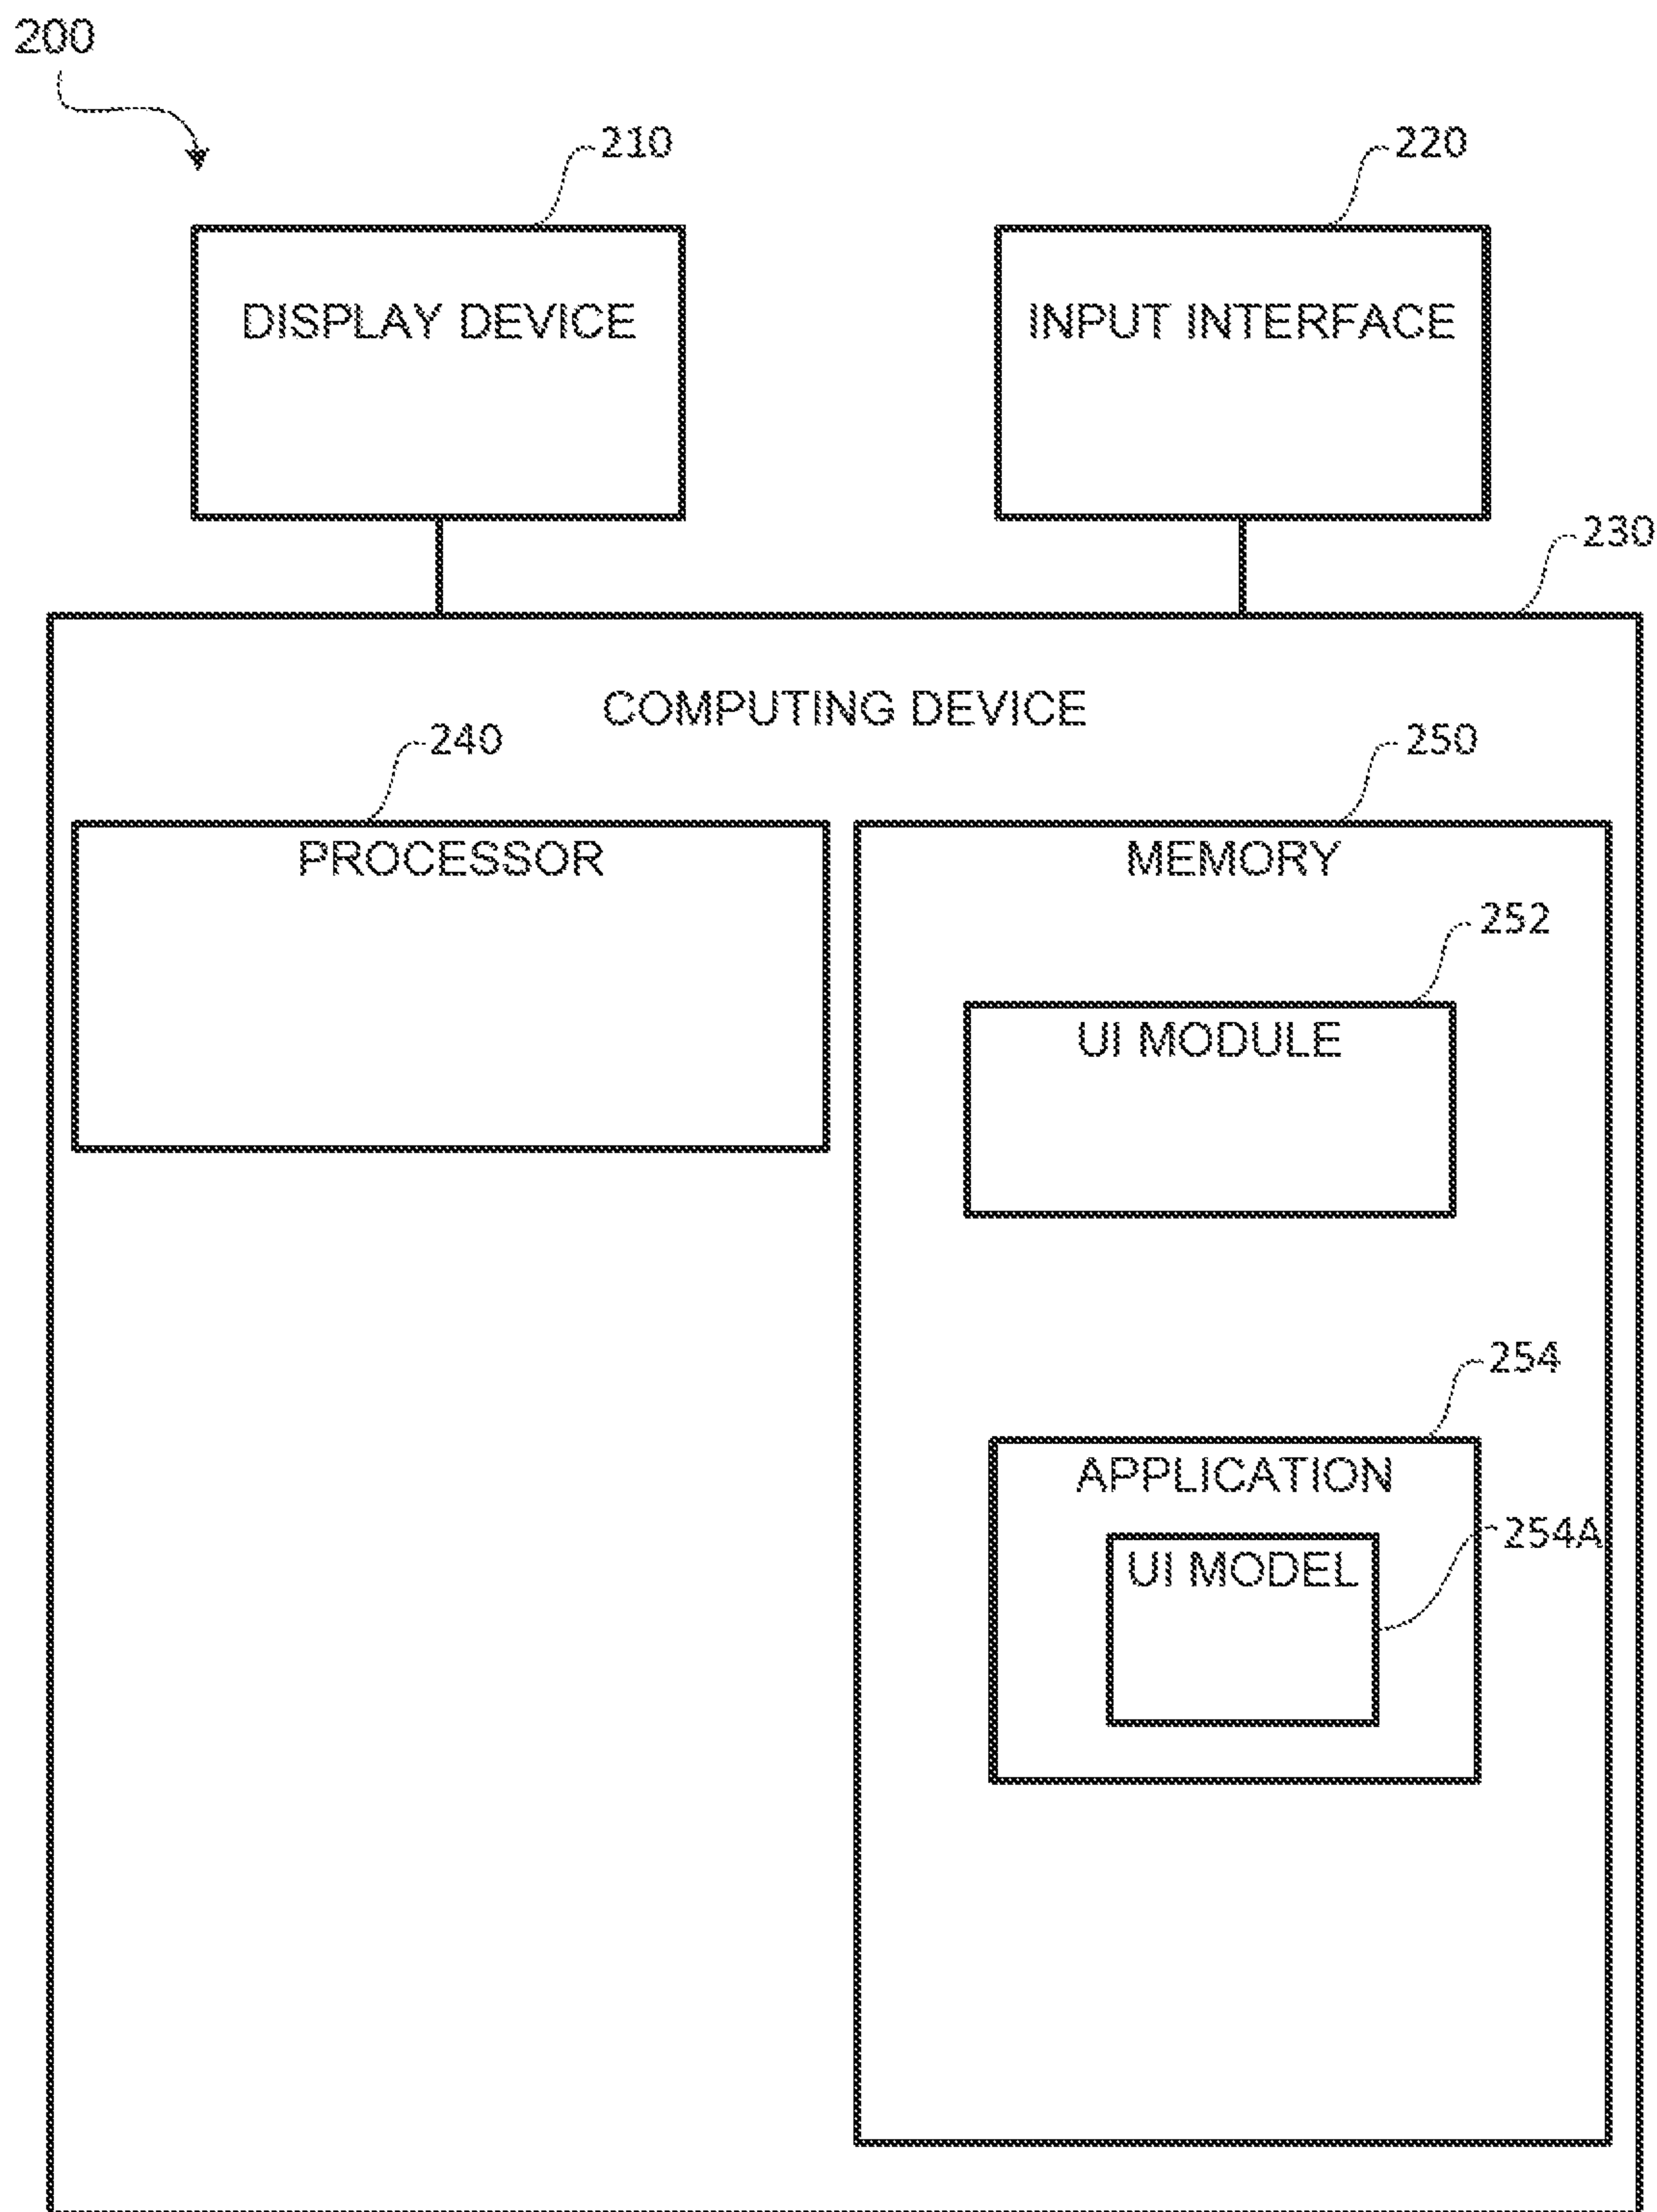 200
210
220
DISPLAY DEVICE
INPUT INTERFACE
230
COMPUTING DEVICE
240
250
PROCESSOR
MEMORY
252
UI MODULE
254
APPLICATION
254A
UI MODEL